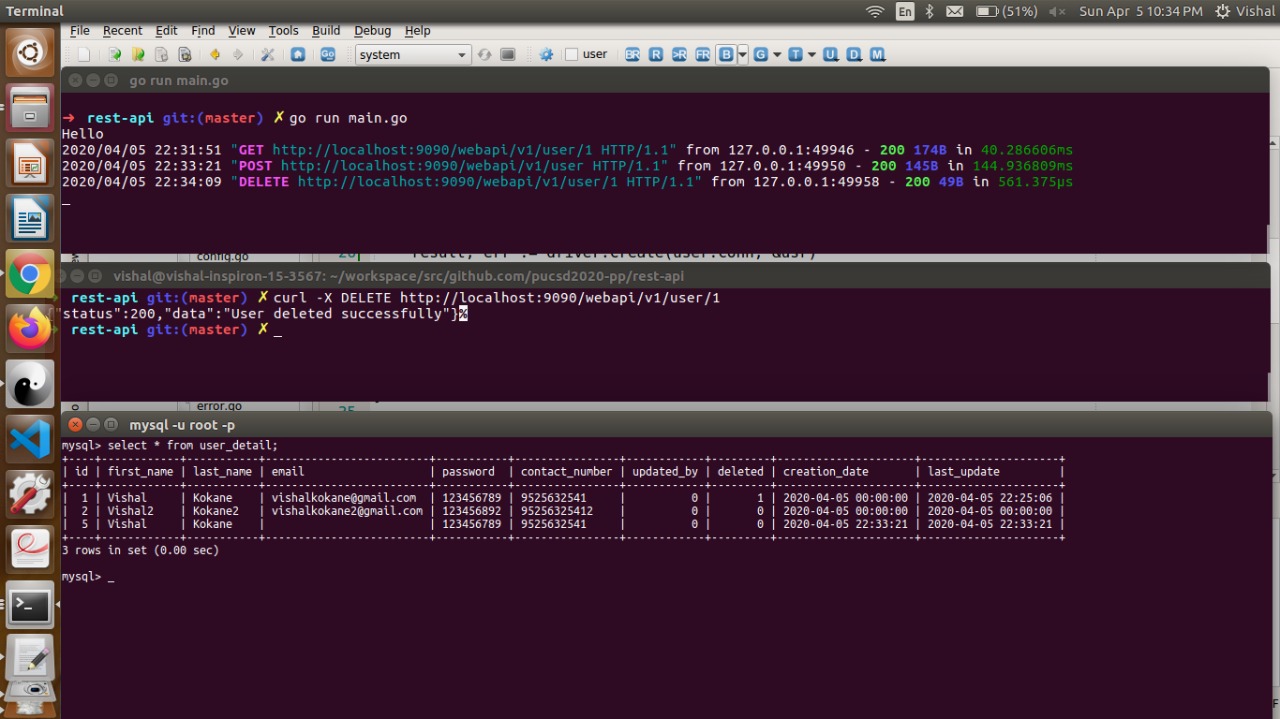 Terminal En (51%) Sun Apr 5 10:34 PM Vishal
File Recent Edit Find View Tools Build Debug Help
Go system user BR R >R FR B G T U D M
go run main.go
➜ rest-api git:(master) ✗ go run main.go
Hello
2020/04/05 22:31:51 "GET http://localhost:9090/webapi/v1/user/1 HTTP/1.1" from 127.0.0.1:49946 - 200 174B in 40.286606ms
2020/04/05 22:33:21 "POST http://localhost:9090/webapi/v1/user HTTP/1.1" from 127.0.0.1:49950 - 200 145B in 144.936809ms
2020/04/05 22:34:09 "DELETE http://localhost:9090/webapi/v1/user/1 HTTP/1.1" from 127.0.0.1:49958 - 200 49B in 561.375µs
_
config.go
vishal@vishal-inspiron-15-3567: ~/workspace/src/github.com/pucsd2020-pp/rest-api
rest-api git:(master) ✗ curl -X DELETE http://localhost:9090/webapi/v1/user/1
status":200,"data":"User deleted successfully"}%
rest-api git:(master) ✗ _
error.go 25
mysql -u root -p
mysql> select * from user_detail;
+----+------------+-----------+-------------------------+-----------+----------------+------------+---------+---------------------+---------------------+
| id | first_name | last_name | email | password | contact_number | updated_by | deleted | creation_date | last_update |
+----+------------+-----------+-------------------------+-----------+----------------+------------+---------+---------------------+---------------------+
| 1 | Vishal | Kokane | vishalkokane@gmail.com | 123456789 | 9525632541 | 0 | 1 | 2020-04-05 00:00:00 | 2020-04-05 22:25:06 |
| 2 | Vishal2 | Kokane2 | vishalkokane2@gmail.com | 123456892 | 95256325412 | 0 | 0 | 2020-04-05 00:00:00 | 2020-04-05 00:00:00 |
| 5 | Vishal | Kokane | | 123456789 | 9525632541 | 0 | 0 | 2020-04-05 22:33:21 | 2020-04-05 22:33:21 |
+----+------------+-----------+-------------------------+-----------+----------------+------------+---------+---------------------+---------------------+
3 rows in set (0.00 sec)
mysql> _